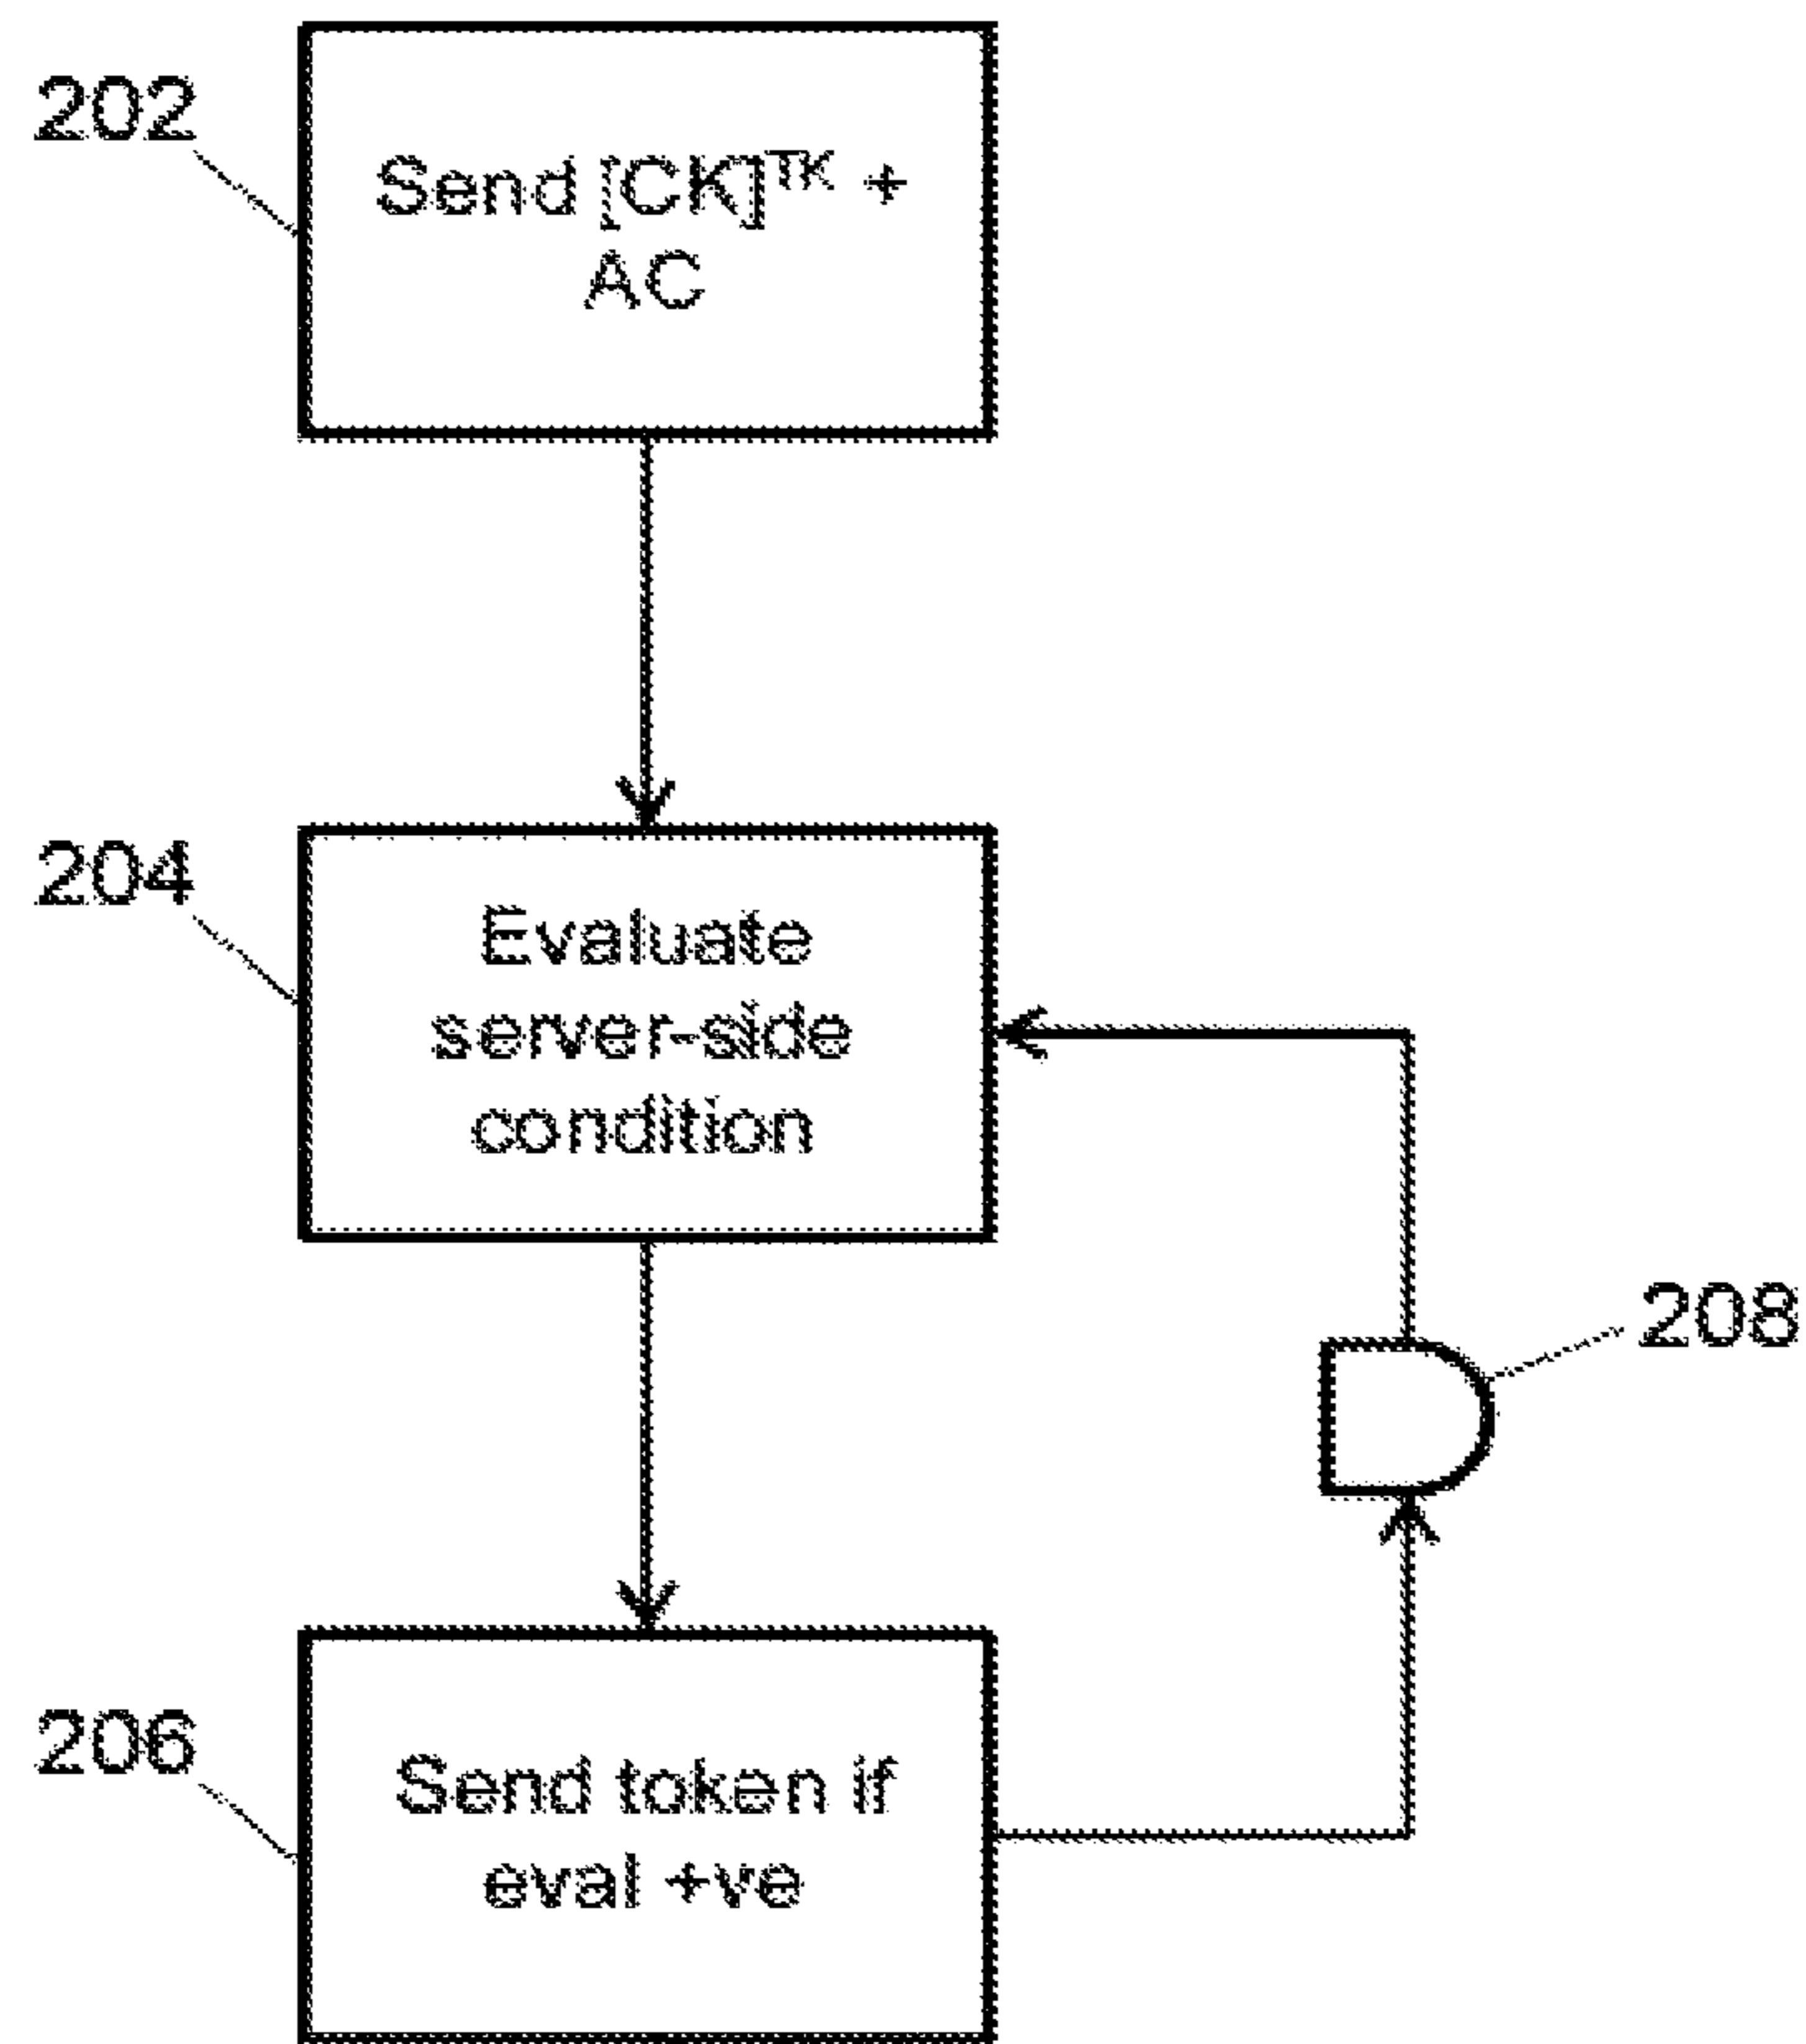 202
Send [CK]ᵀᴷ +
AC
204
Evaluate
server-side
condition
208
206
Send token if
eval +ve